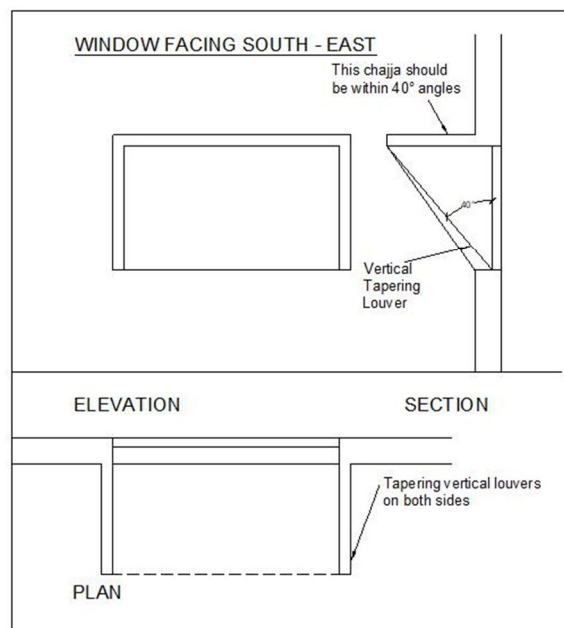 WINDOW FACING SOUTH - EAST
This chajja should
be within 40° angles
40°
Vertical
Tapering
Louver
ELEVATION
SECTION
Tapering vertical louvers
on both sides
PLAN